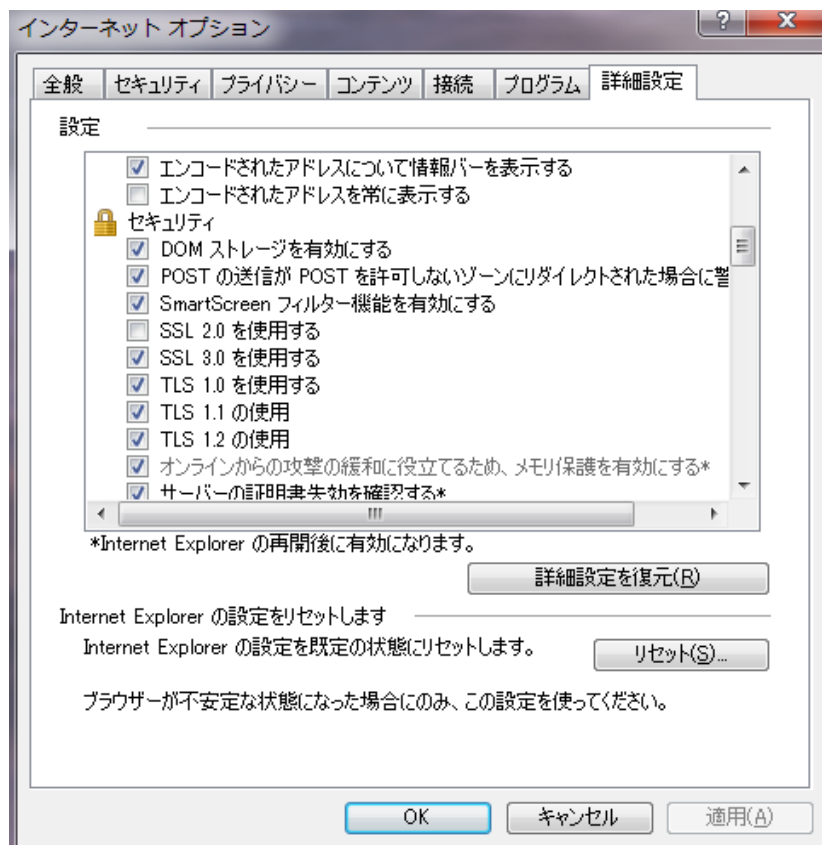 インターネット オプション
全般 セキュリティ プライバシー コンテンツ 接続 プログラム 詳細設定
設定
エンコードされたアドレスについて情報バーを表示する
エンコードされたアドレスを常に表示する
セキュリティ
DOM ストレージを有効にする
POST の送信が POST を許可しないゾーンにリダイレクトされた場合に警
SmartScreen フィルター機能を有効にする
SSL 2.0 を使用する
SSL 3.0 を使用する
TLS 1.0 を使用する
TLS 1.1 の使用
TLS 1.2 の使用
オンラインからの攻撃の緩和に役立てるため、メモリ保護を有効にする*
サーバーの証明書失効を確認する*
*Internet Explorer の再開後に有効になります。
詳細設定を復元(R)
Internet Explorer の設定をリセットします
Internet Explorer の設定を既定の状態にリセットします。
リセット(S)...
ブラウザーが不安定な状態になった場合にのみ、この設定を使ってください。
OK キャンセル 適用(A)